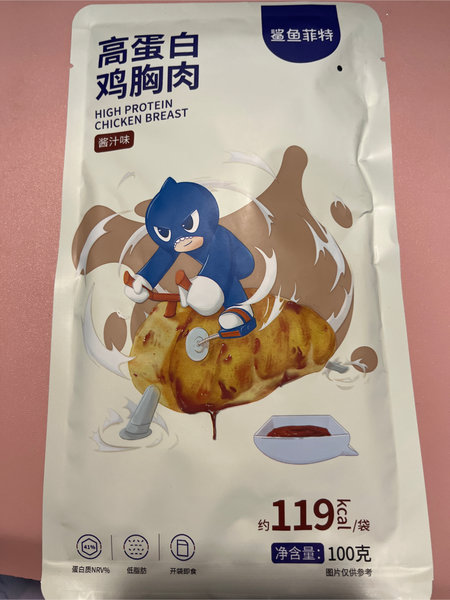 鲨鱼菲特
高蛋白
鸡胸肉
HIGH PROTEIN
CHICKEN BREAST
酱汁味
约119kcal/袋
净含量: 100克
图片仅供参考
41%
蛋白质NRV%
低脂肪
开袋即食